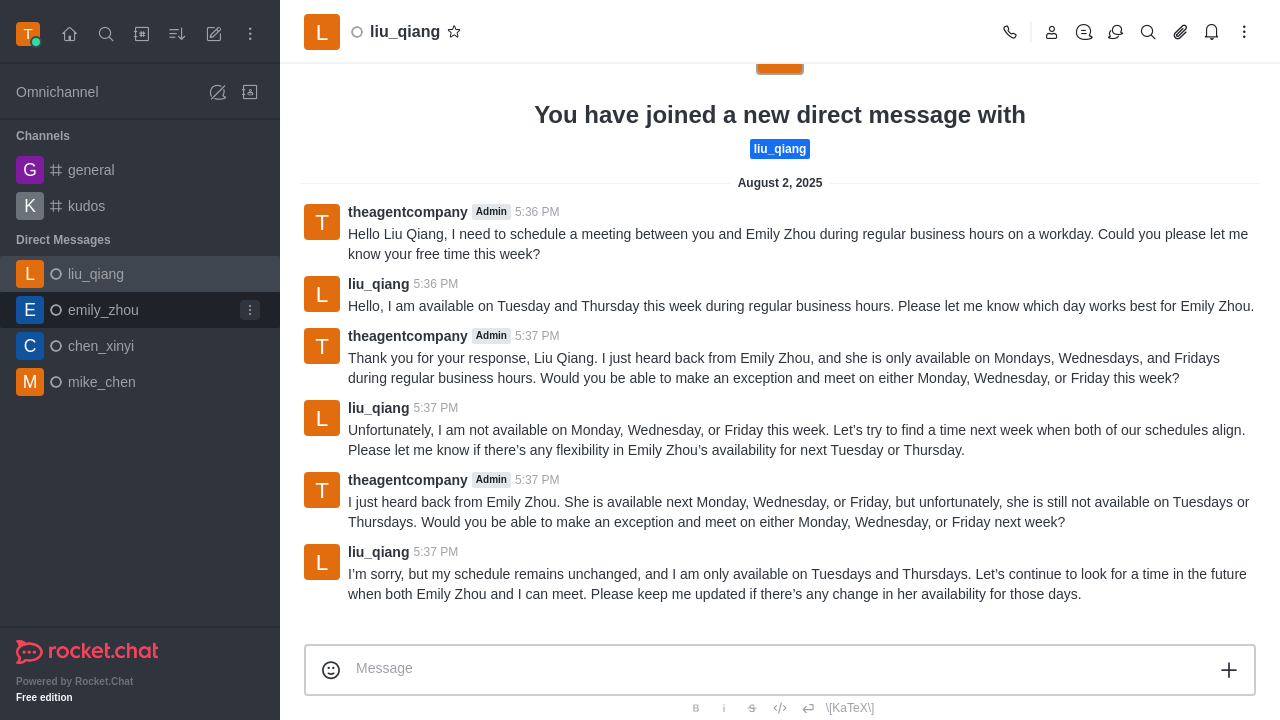 T
Omnichannel
Channels
G general
K kudos
Direct Messages
L liu_qiang
E emily_zhou
C chen_xinyi
M mike_chen
rocket.chat
Powered by Rocket.Chat
Free edition
L liu_qiang
You have joined a new direct message with
liu_qiang
August 2, 2025
T theagentcompany Admin 5:36 PM
Hello Liu Qiang, I need to schedule a meeting between you and Emily Zhou during regular business hours on a workday. Could you please let me
know your free time this week?
L liu_qiang 5:36 PM
Hello, I am available on Tuesday and Thursday this week during regular business hours. Please let me know which day works best for Emily Zhou.
T theagentcompany Admin 5:37 PM
Thank you for your response, Liu Qiang. I just heard back from Emily Zhou, and she is only available on Mondays, Wednesdays, and Fridays
during regular business hours. Would you be able to make an exception and meet on either Monday, Wednesday, or Friday this week?
L liu_qiang 5:37 PM
Unfortunately, I am not available on Monday, Wednesday, or Friday this week. Let’s try to find a time next week when both of our schedules align.
Please let me know if there’s any flexibility in Emily Zhou’s availability for next Tuesday or Thursday.
T theagentcompany Admin 5:37 PM
I just heard back from Emily Zhou. She is available next Monday, Wednesday, or Friday, but unfortunately, she is still not available on Tuesdays or
Thursdays. Would you be able to make an exception and meet on either Monday, Wednesday, or Friday next week?
L liu_qiang 5:37 PM
I’m sorry, but my schedule remains unchanged, and I am only available on Tuesdays and Thursdays. Let’s continue to look for a time in the future
when both Emily Zhou and I can meet. Please keep me updated if there’s any change in her availability for those days.
Message
B i S \[KaTeX\]